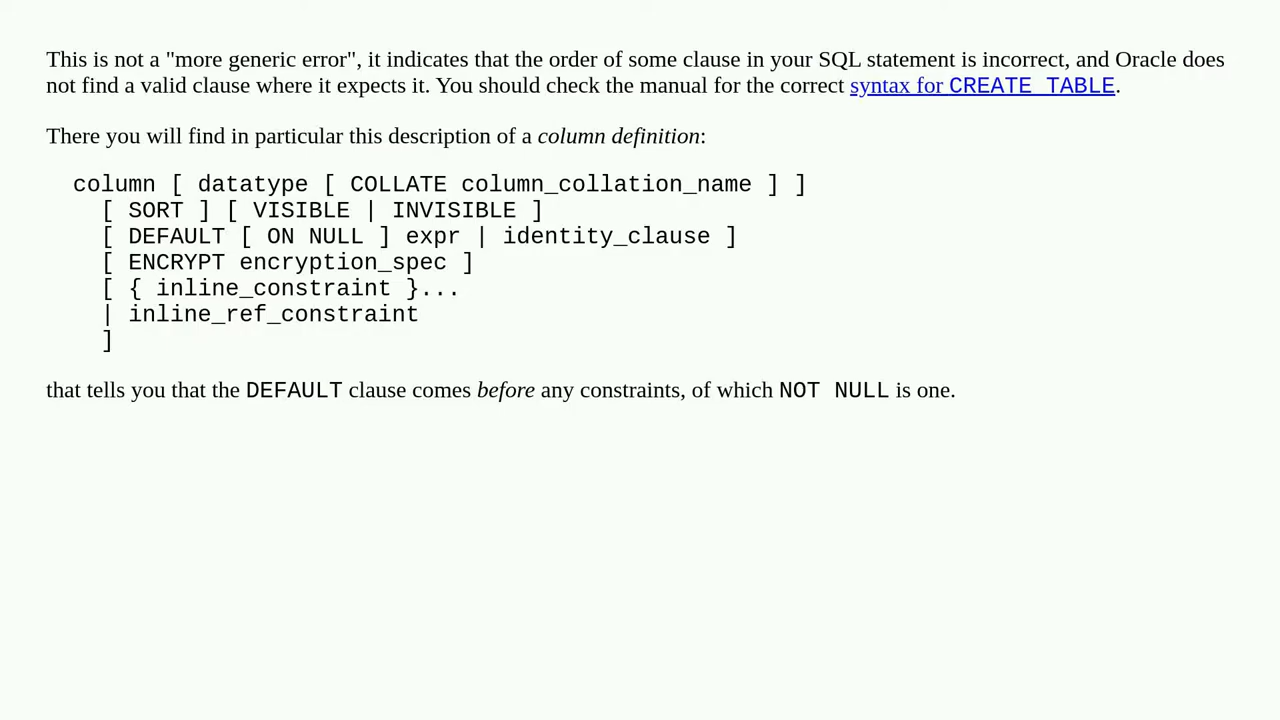 This is not a "more generic error", it indicates that the order of some clause in your SQL statement is incorrect, and Oracle does
not find a valid clause where it expects it. You should check the manual for the correct syntax for CREATE TABLE.
There you will find in particular this description of a column definition:
column [ datatype [ COLLATE column_collation_name ] ]
[ SORT ] [ VISIBLE | INVISIBLE ]
[ DEFAULT [ ON NULL ] expr | identity_clause ]
[ ENCRYPT encryption_spec ]
[ { inline_constraint }...
| inline_ref_constraint
]
that tells you that the DEFAULT clause comes before any constraints, of which NOT NULL is one.